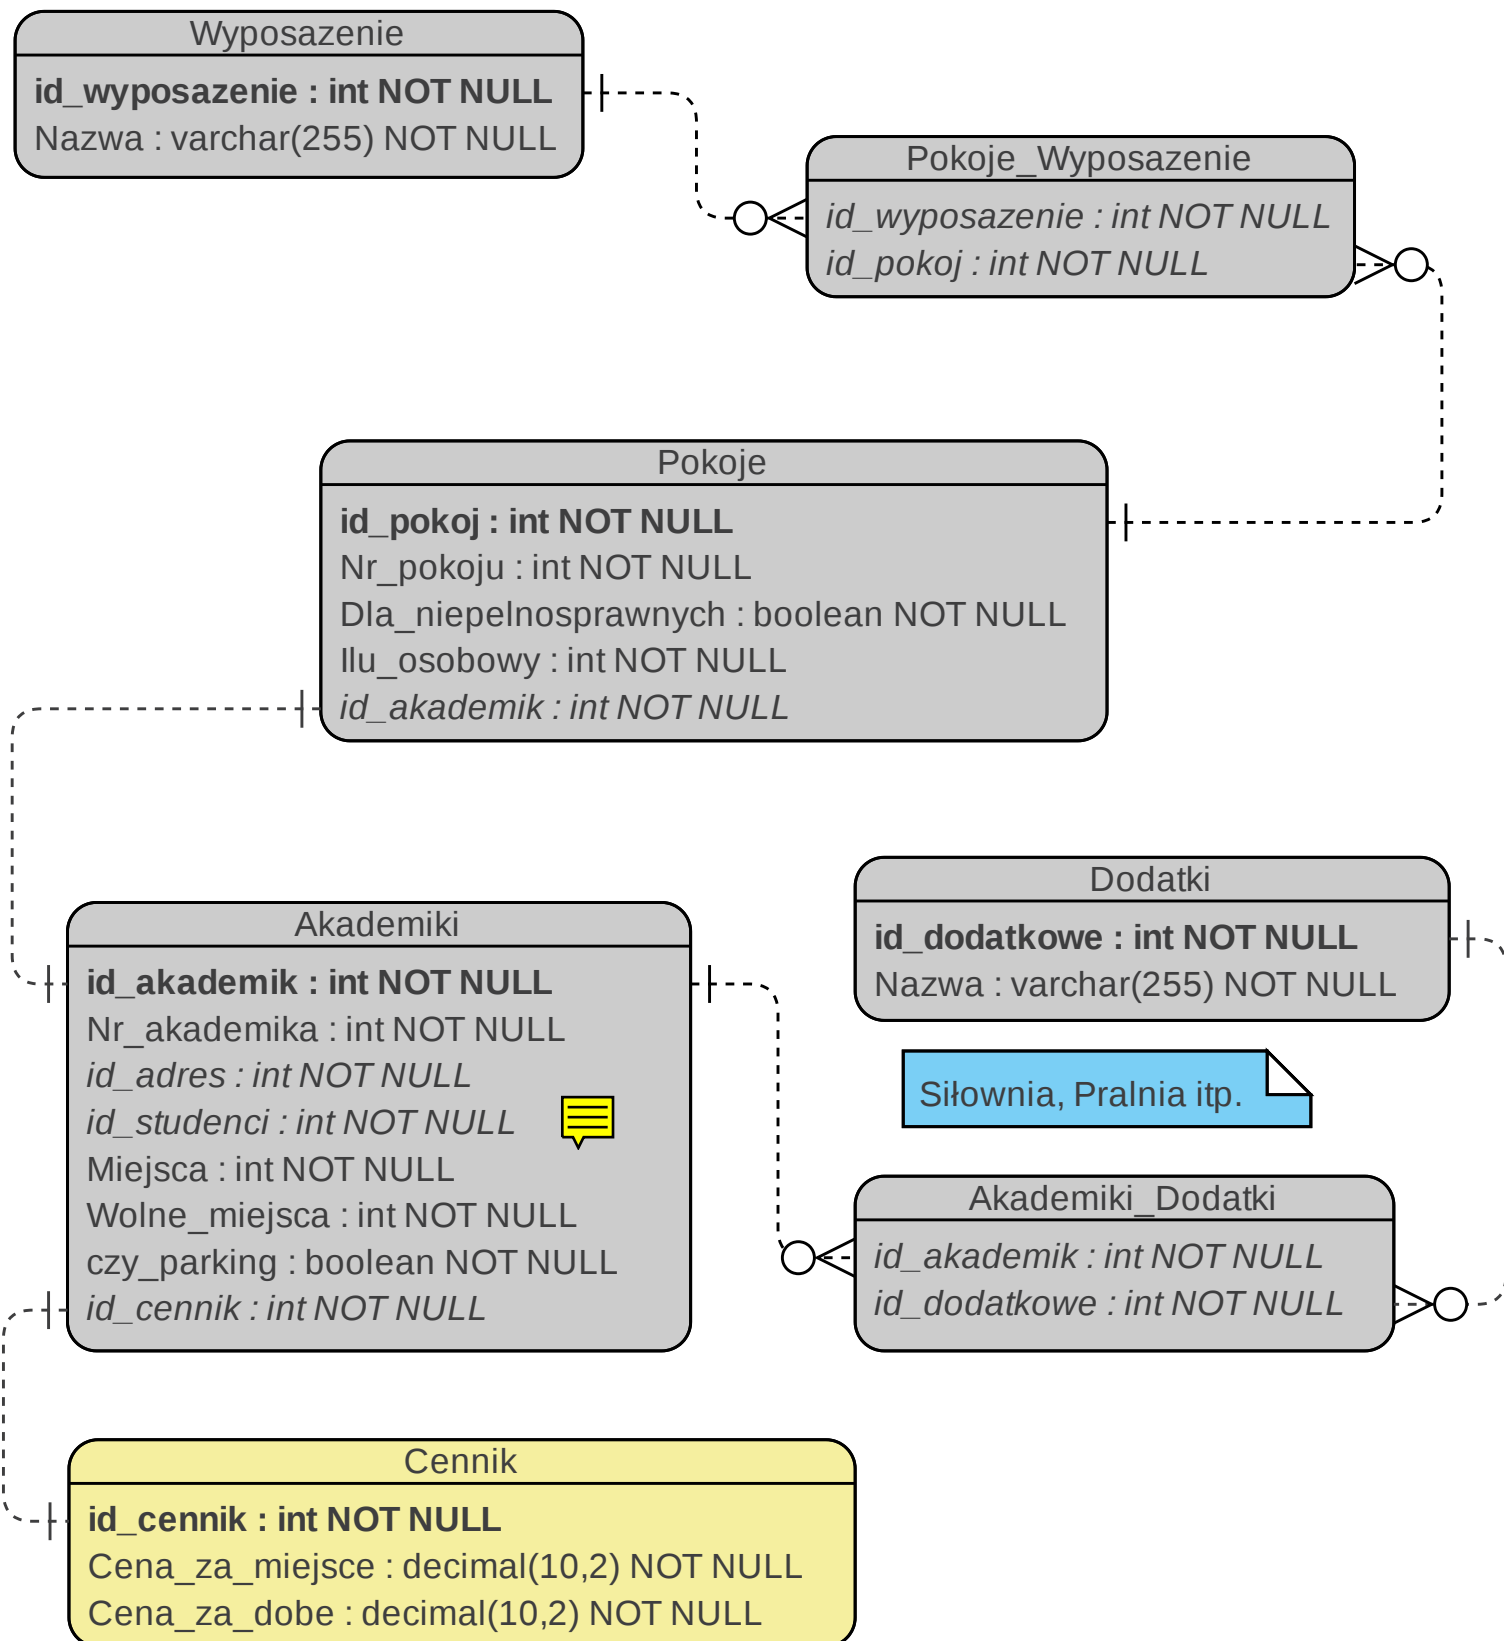 Wyposazenie
id_wyposazenie : int NOT NULL
Nazwa : varchar(255) NOT NULL
Pokoje_Wyposazenie
id_wyposazenie : int NOT NULL
id_pokoj : int NOT NULL
Pokoje
id_pokoj : int NOT NULL
Nr_pokoju : int NOT NULL
Dla_niepelnosprawnych : boolean NOT NULL
Ilu_osobowy : int NOT NULL
id_akademik : int NOT NULL
Akademiki
id_akademik : int NOT NULL
Nr_akademika : int NOT NULL
id_adres : int NOT NULL
id_studenci : int NOT NULL
Miejsca : int NOT NULL
Wolne_miejsca : int NOT NULL
czy_parking : boolean NOT NULL
id_cennik : int NOT NULL
Dodatki
id_dodatkowe : int NOT NULL
Nazwa : varchar(255) NOT NULL
Siłownia, Pralnia itp.
Akademiki_Dodatki
id_akademik : int NOT NULL
id_dodatkowe : int NOT NULL
Cennik
id_cennik : int NOT NULL
Cena_za_miejsce : decimal(10,2) NOT NULL
Cena_za_dobe : decimal(10,2) NOT NULL